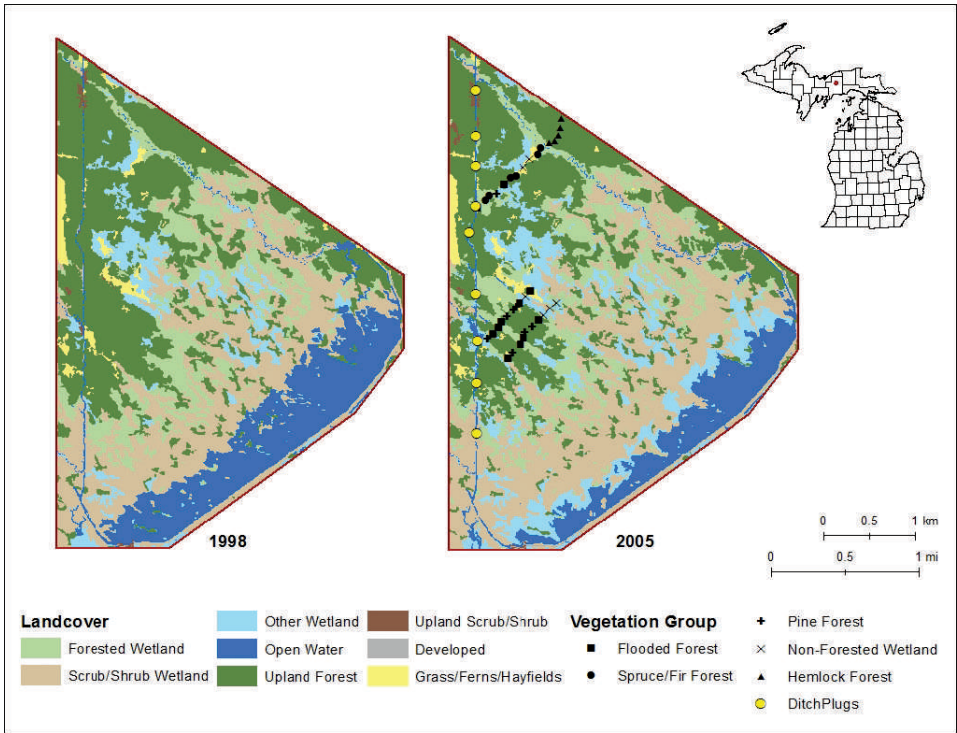 1998
2005
0 0.5 1 km
0 0.5 1 mi
Landcover
Forested Wetland
Scrub/Shrub Wetland
Other Wetland
Open Water
Upland Forest
Upland Scrub/Shrub
Developed
Grass/Ferns/Hayfields
Vegetation Group
Flooded Forest
Spruce/Fir Forest
Pine Forest
Non-Forested Wetland
Hemlock Forest
DitchPlugs